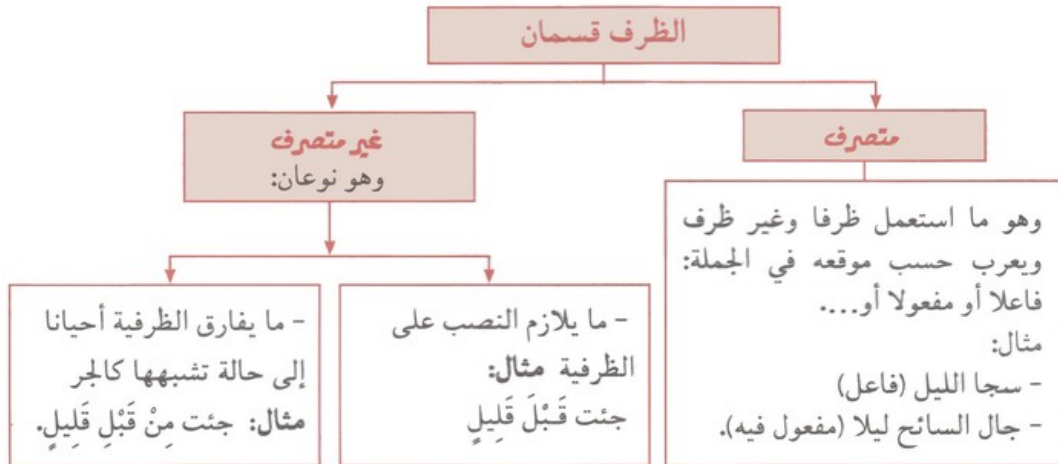 الظرف قسمان
متصرف
وهو ما استعمل ظرفا وغير ظرف
ويعرب حسب موقعه في الجملة:
فاعلا أو مفعولا أو....
مثال:
- سجا الليل (فاعل)
- جال السائح ليلا (مفعول فيه).
غير متصرف
وهو نوعان:
- ما يلازم النصب على
الظرفية مثال:
جئت قَبْلَ قَلِيلٍ
- ما يفارق الظرفية أحيانا
إلى حالة تشبهها كالجر
مثال: جئت مِنْ قَبْلِ قَلِيلٍ.